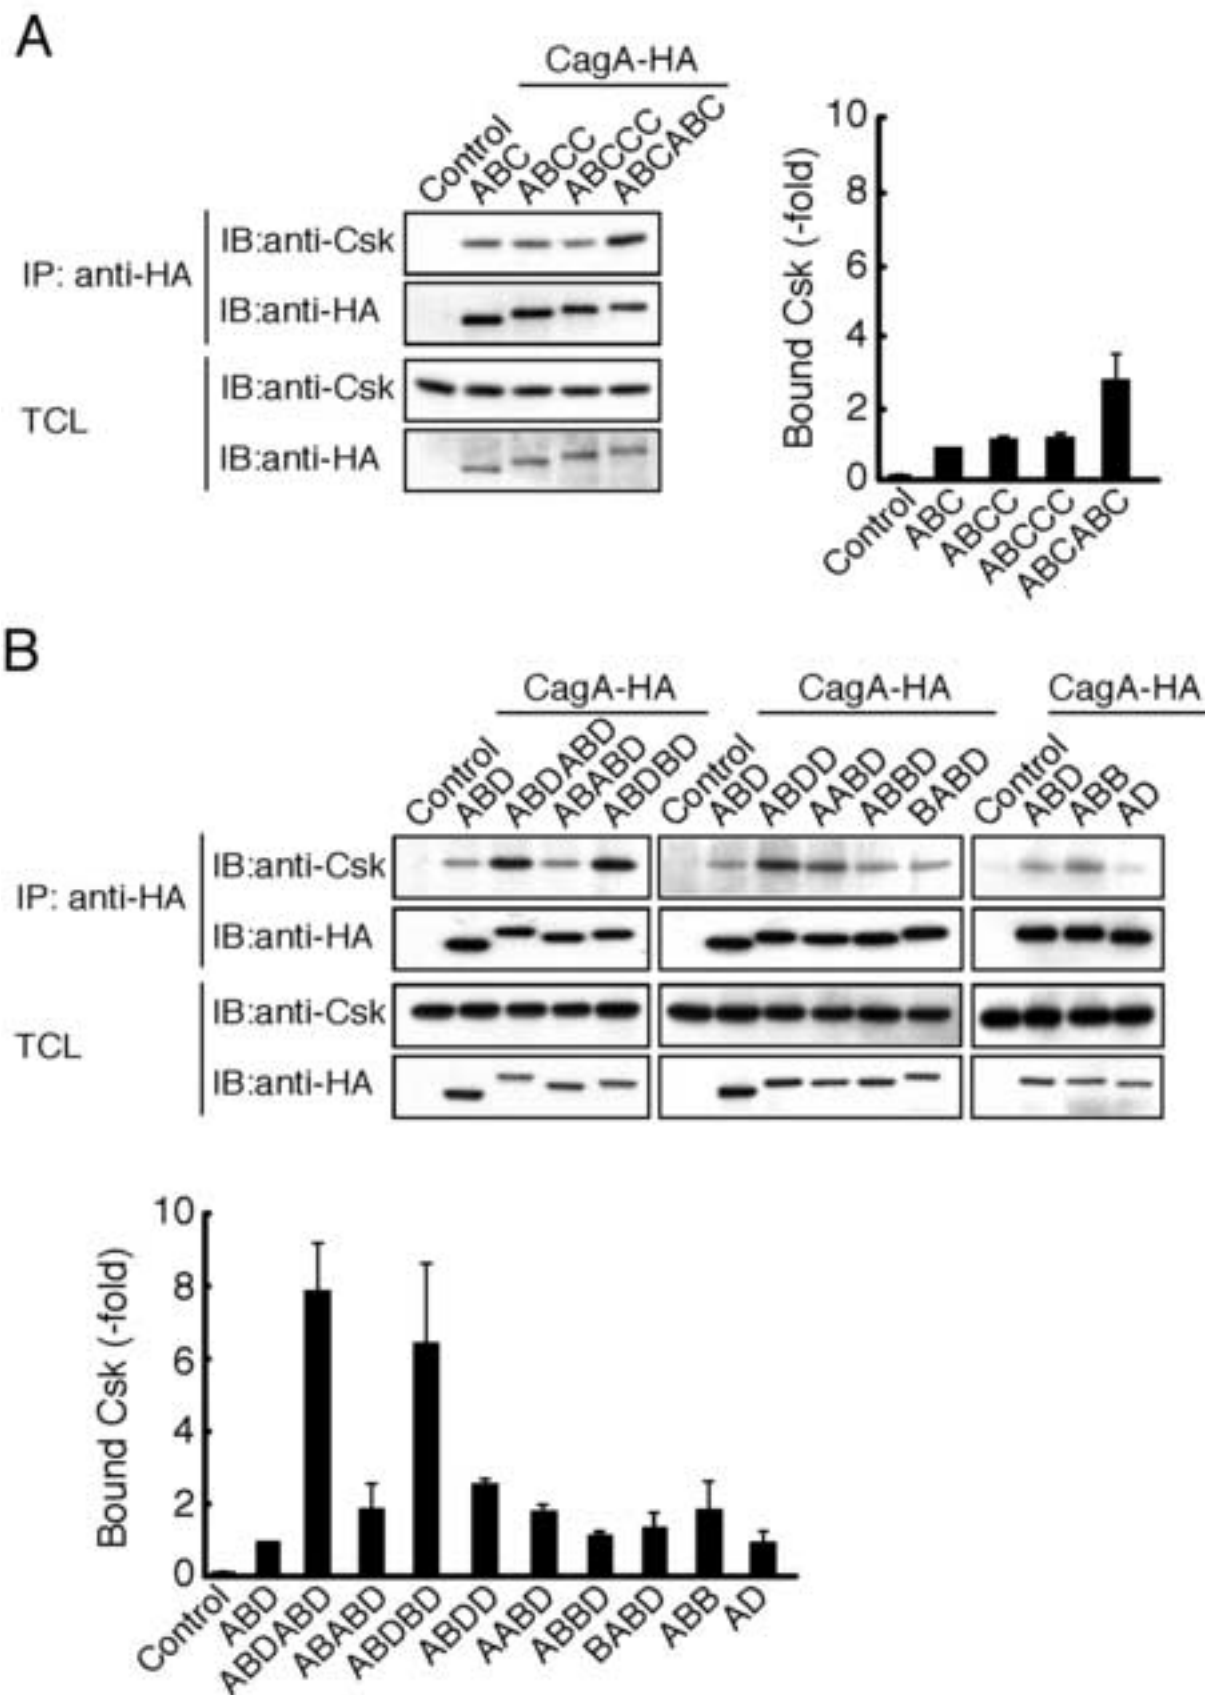 A
CagA-HA
Control
ABC
ABCC
ABCCC
ABCABC
IP: anti-HA
IB:anti-Csk
IB:anti-HA
TCL
IB:anti-Csk
IB:anti-HA
Bound Csk (-fold)
10
8
6
4
2
0
Control
ABC
ABCC
ABCCC
ABCABC
B
CagA-HA
CagA-HA
CagA-HA
Control
ABD
ABDABD
ABABD
ABDBD
Control
ABD
ABDD
AABD
ABBD
BABD
Control
ABD
ABB
AD
IP: anti-HA
IB:anti-Csk
IB:anti-HA
TCL
IB:anti-Csk
IB:anti-HA
Bound Csk (-fold)
10
8
6
4
2
0
Control
ABD
ABDABD
ABABD
ABDBD
ABDD
AABD
ABBD
BABD
ABB
AD